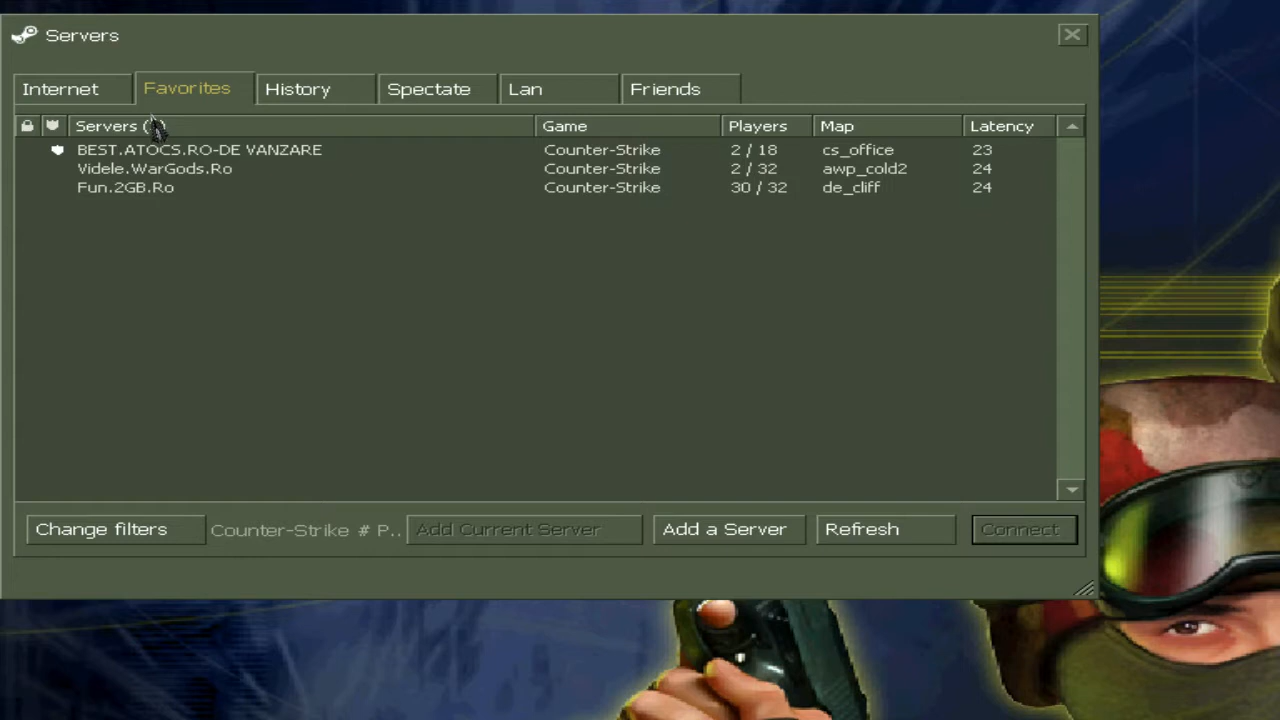 Servers
Internet Favorites History Spectate Lan Friends
Servers ( Game Players Map Latency
BEST.ATOCS.RO-DE VANZARE Counter-Strike 2 / 18 cs_office 23
Videle.WarGods.Ro Counter-Strike 2 / 32 awp_cold2 24
Fun.2GB.Ro Counter-Strike 30 / 32 de_cliff 24
Change filters Counter-Strike # P.. Add Current Server Add a Server Refresh Connect